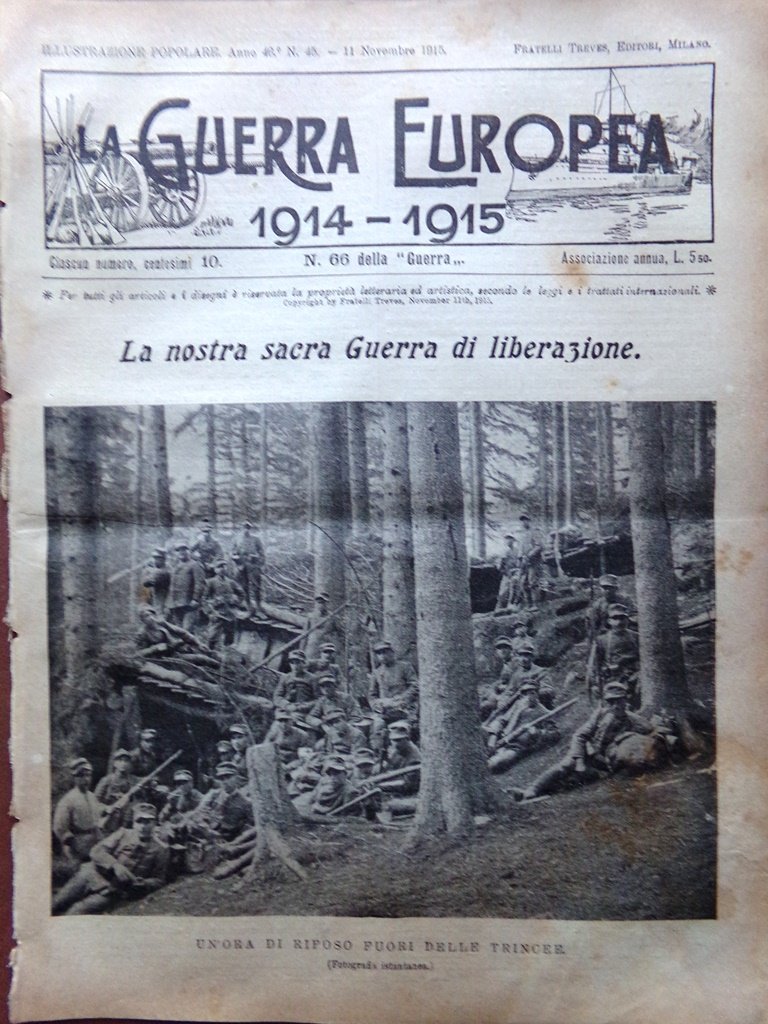 ILLUSTRAZIONE POPOLARE. Anno 46.º N. 45. - 11 Novembre 1915. FRATELLI TREVES, EDITORI, MILANO.
LA GUERRA EUROPEA
1914 - 1915
Ciascun numero, centesimi 10. N. 66 della "Guerra„. Associazione annua, L. 5 50.
* Per tutti gli articoli e i disegni è riservata la proprietà letteraria ed artistica, secondo le leggi e i trattati internazionali. *
Copyright by Fratelli Treves, November 11th, 1915.
La nostra sacra Guerra di liberazione.
UN'ORA DI RIPOSO FUORI DELLE TRINCEE.
(Fotografia istantanea.)